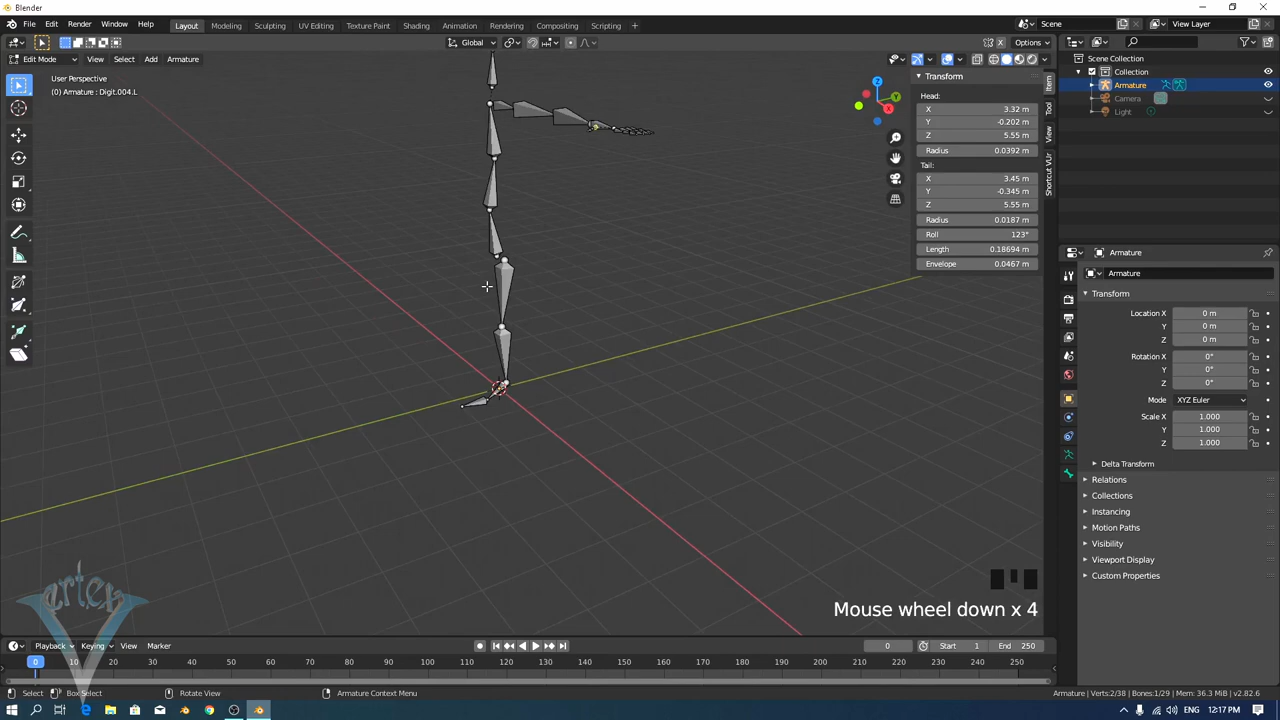 Blender
File Edit Render Window Help Layout Modeling Sculpting UV Editing Texture Paint Shading Animation Rendering Compositing Scripting + Scene View Layer
Global Options
Edit Mode View Select Add Armature
User Perspective
(0) Armature : Digit.004.L
X Y Z
Transform
Head:
X 3.32 m
Y -0.202 m
Z 5.55 m
Radius 0.0392 m
Tail:
X 3.45 m
Y -0.345 m
Z 5.55 m
Radius 0.0187 m
Roll 123°
Length 0.18694 m
Envelope 0.0467 m
Item
Tool
View
Shortcut VUr
Scene Collection
Collection
Armature
Camera
Light
Armature
Armature
Transform
Location X 0 m
Y 0 m
Z 0 m
Rotation X 0°
Y 0°
Z 0°
Mode XYZ Euler
Scale X 1.000
Y 1.000
Z 1.000
Delta Transform
Relations
Collections
Instancing
Motion Paths
Visibility
Viewport Display
Custom Properties
Mouse wheel down x 4
Playback Keying View Marker 0 Start 1 End 250
0 10 20 30 40 50 60 70 80 90 100 110 120 130 140 150 160 170 180 190 200 210 220 230 240 250
Select Box Select Rotate View Armature Context Menu Armature | Verts:2/38 | Bones:1/29 | Mem: 36.3 MiB | v2.82.6
ENG 12:17 PM